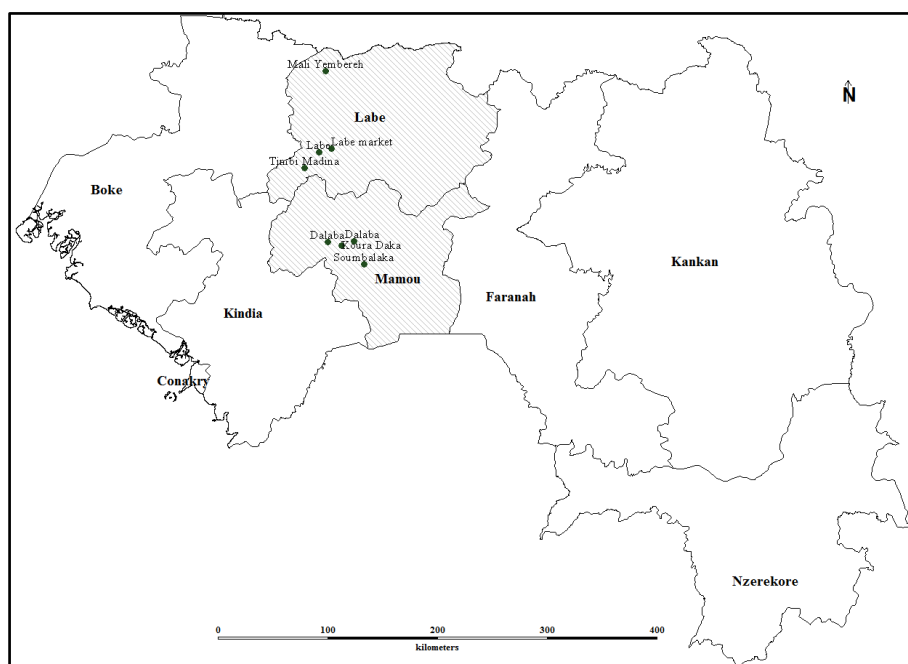 Mali Yembereh
N
Labe
Labe market
Labe
Timbi Madina
Boke
Dalaba
Dalaba
Koura Daka
Soumbalaka
Kankan
Mamou
Faranah
Kindia
Conakry
Nzerekore
0 100 200 300 400
kilometers